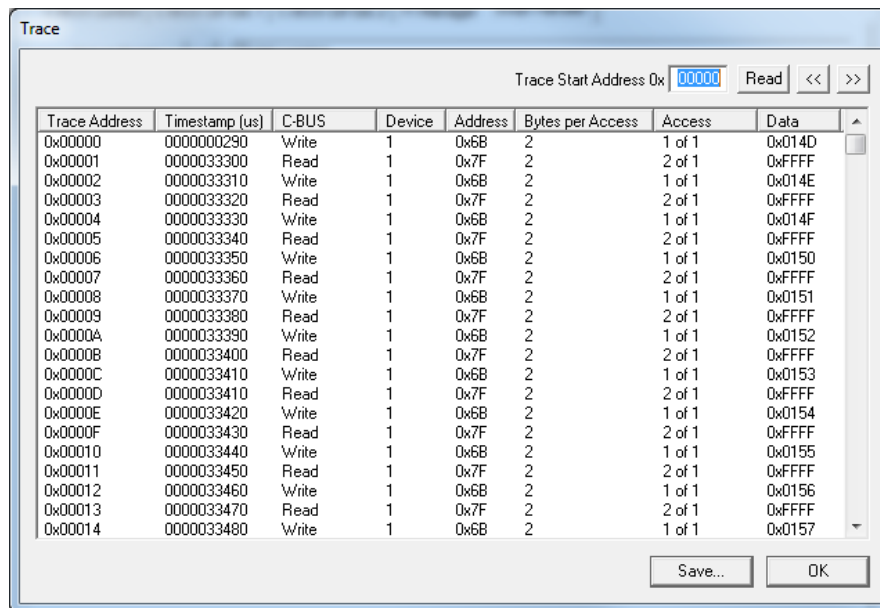 Trace
Trace Start Address 0x 00000 Read << >>
Trace Address Timestamp (us) C-BUS Device Address Bytes per Access Access Data
0x00000 0000000290 Write 1 0x6B 2 1 of 1 0x014D
0x00001 0000033300 Read 1 0x7F 2 2 of 1 0xFFFF
0x00002 0000033310 Write 1 0x6B 2 1 of 1 0x014E
0x00003 0000033320 Read 1 0x7F 2 2 of 1 0xFFFF
0x00004 0000033330 Write 1 0x6B 2 1 of 1 0x014F
0x00005 0000033340 Read 1 0x7F 2 2 of 1 0xFFFF
0x00006 0000033350 Write 1 0x6B 2 1 of 1 0x0150
0x00007 0000033360 Read 1 0x7F 2 2 of 1 0xFFFF
0x00008 0000033370 Write 1 0x6B 2 1 of 1 0x0151
0x00009 0000033380 Read 1 0x7F 2 2 of 1 0xFFFF
0x0000A 0000033390 Write 1 0x6B 2 1 of 1 0x0152
0x0000B 0000033400 Read 1 0x7F 2 2 of 1 0xFFFF
0x0000C 0000033410 Write 1 0x6B 2 1 of 1 0x0153
0x0000D 0000033410 Read 1 0x7F 2 2 of 1 0xFFFF
0x0000E 0000033420 Write 1 0x6B 2 1 of 1 0x0154
0x0000F 0000033430 Read 1 0x7F 2 2 of 1 0xFFFF
0x00010 0000033440 Write 1 0x6B 2 1 of 1 0x0155
0x00011 0000033450 Read 1 0x7F 2 2 of 1 0xFFFF
0x00012 0000033460 Write 1 0x6B 2 1 of 1 0x0156
0x00013 0000033470 Read 1 0x7F 2 2 of 1 0xFFFF
0x00014 0000033480 Write 1 0x6B 2 1 of 1 0x0157
Save... OK